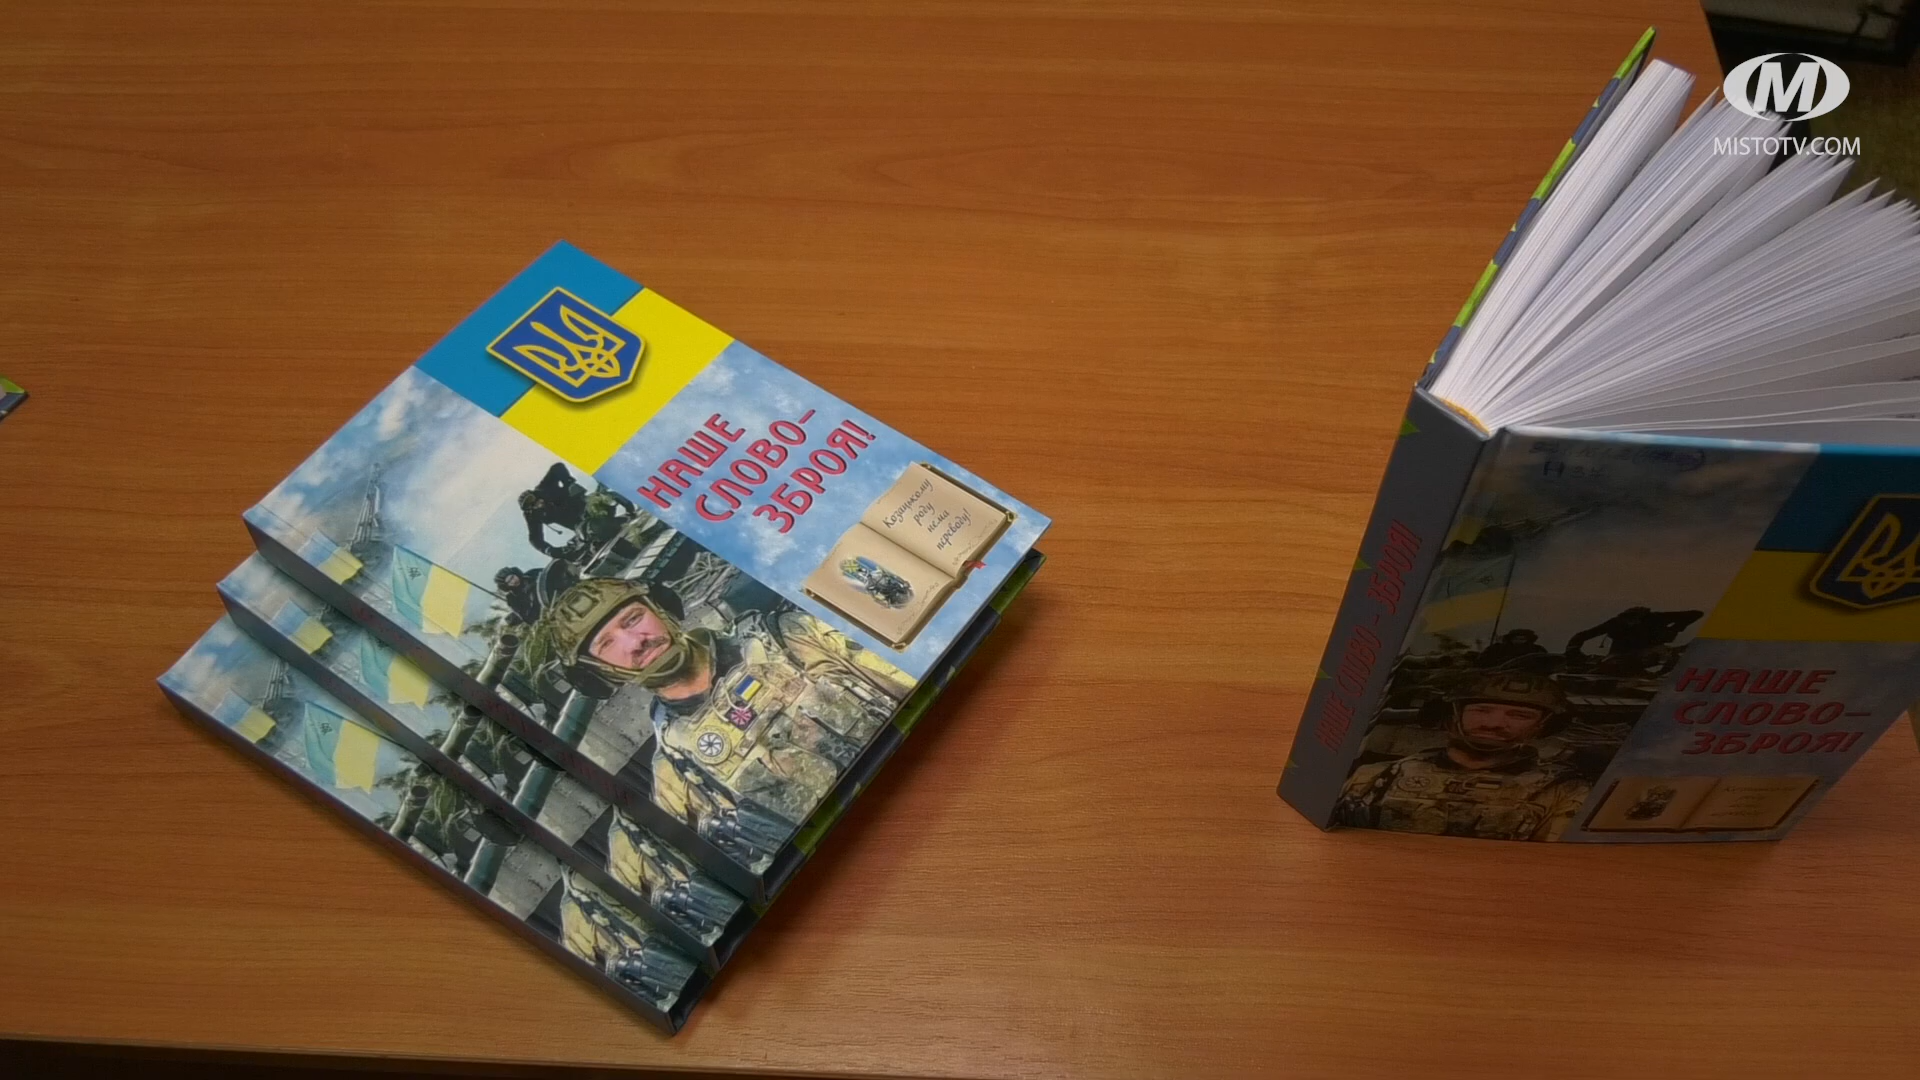 M
MISTOTV.COM
НАШЕ
СЛОВО-
ЗБРОЯ!
Козацькому
роду
нема
переводу!
НАШЕ СЛОВО - ЗБРОЯ!
НАШЕ
СЛОВО-
ЗБРОЯ!